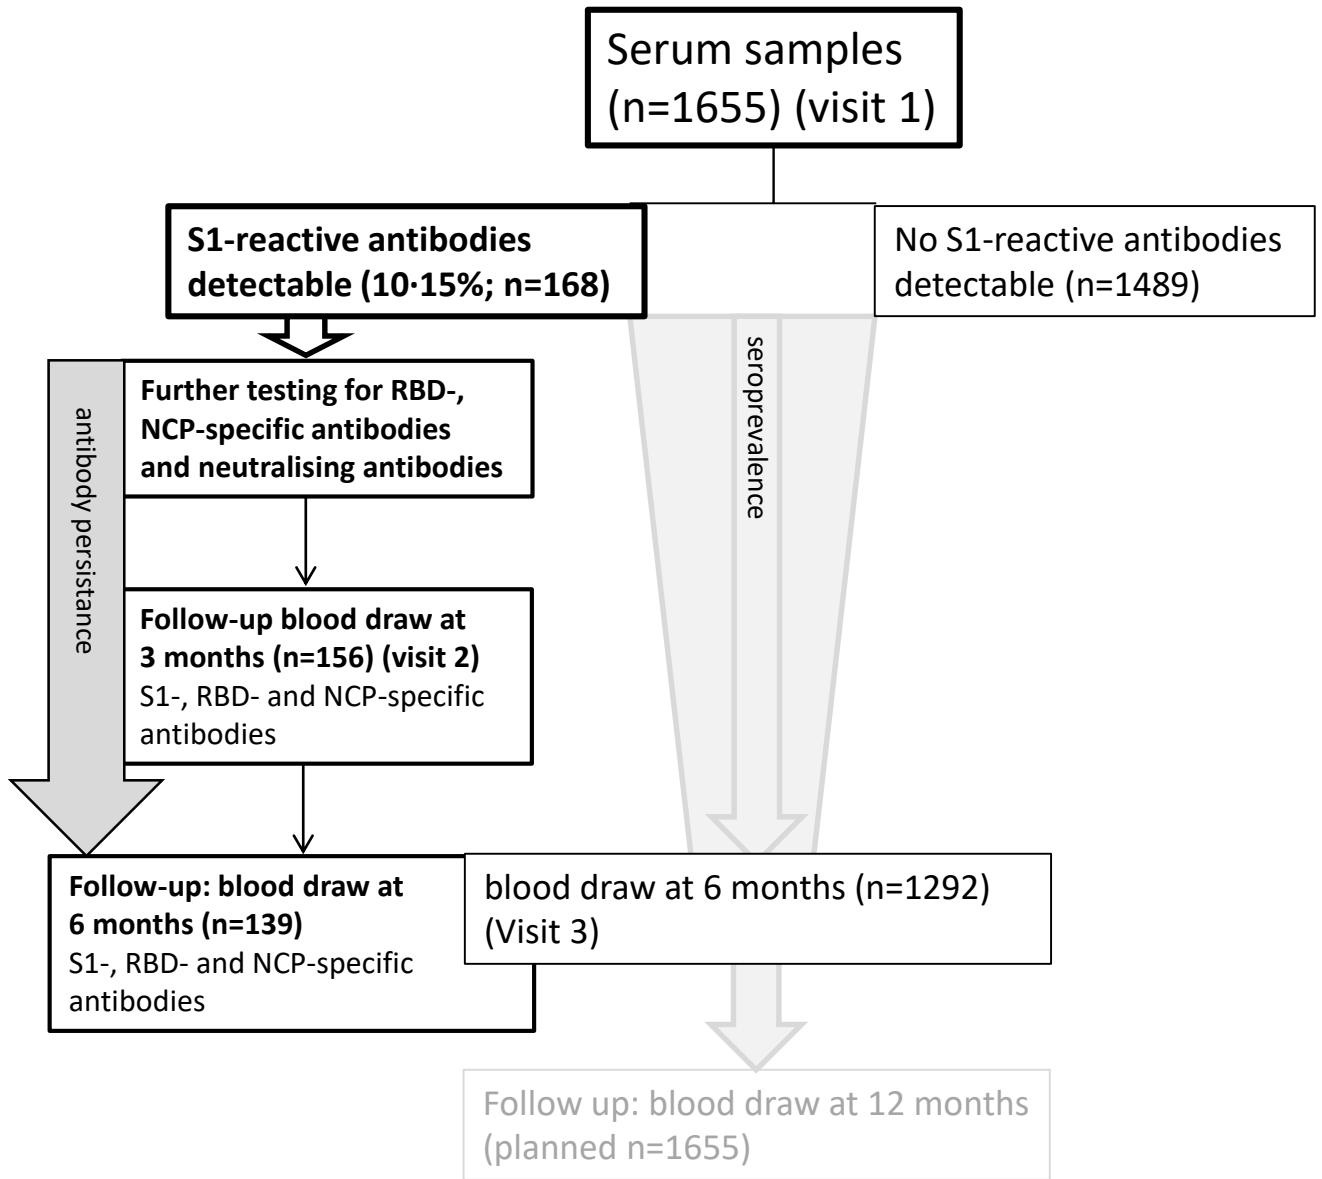 Serum samples
(n=1655) (visit 1)
S1-reactive antibodies
detectable (10·15%; n=168)
No S1-reactive antibodies
detectable (n=1489)
Further testing for RBD-,
NCP-specific antibodies
and neutralising antibodies
antibody persistance
seroprevalence
Follow-up blood draw at
3 months (n=156) (visit 2)
S1-, RBD- and NCP-specific
antibodies
Follow-up: blood draw at
6 months (n=139)
S1-, RBD- and NCP-specific
antibodies
blood draw at 6 months (n=1292)
(Visit 3)
Follow up: blood draw at 12 months
(planned n=1655)